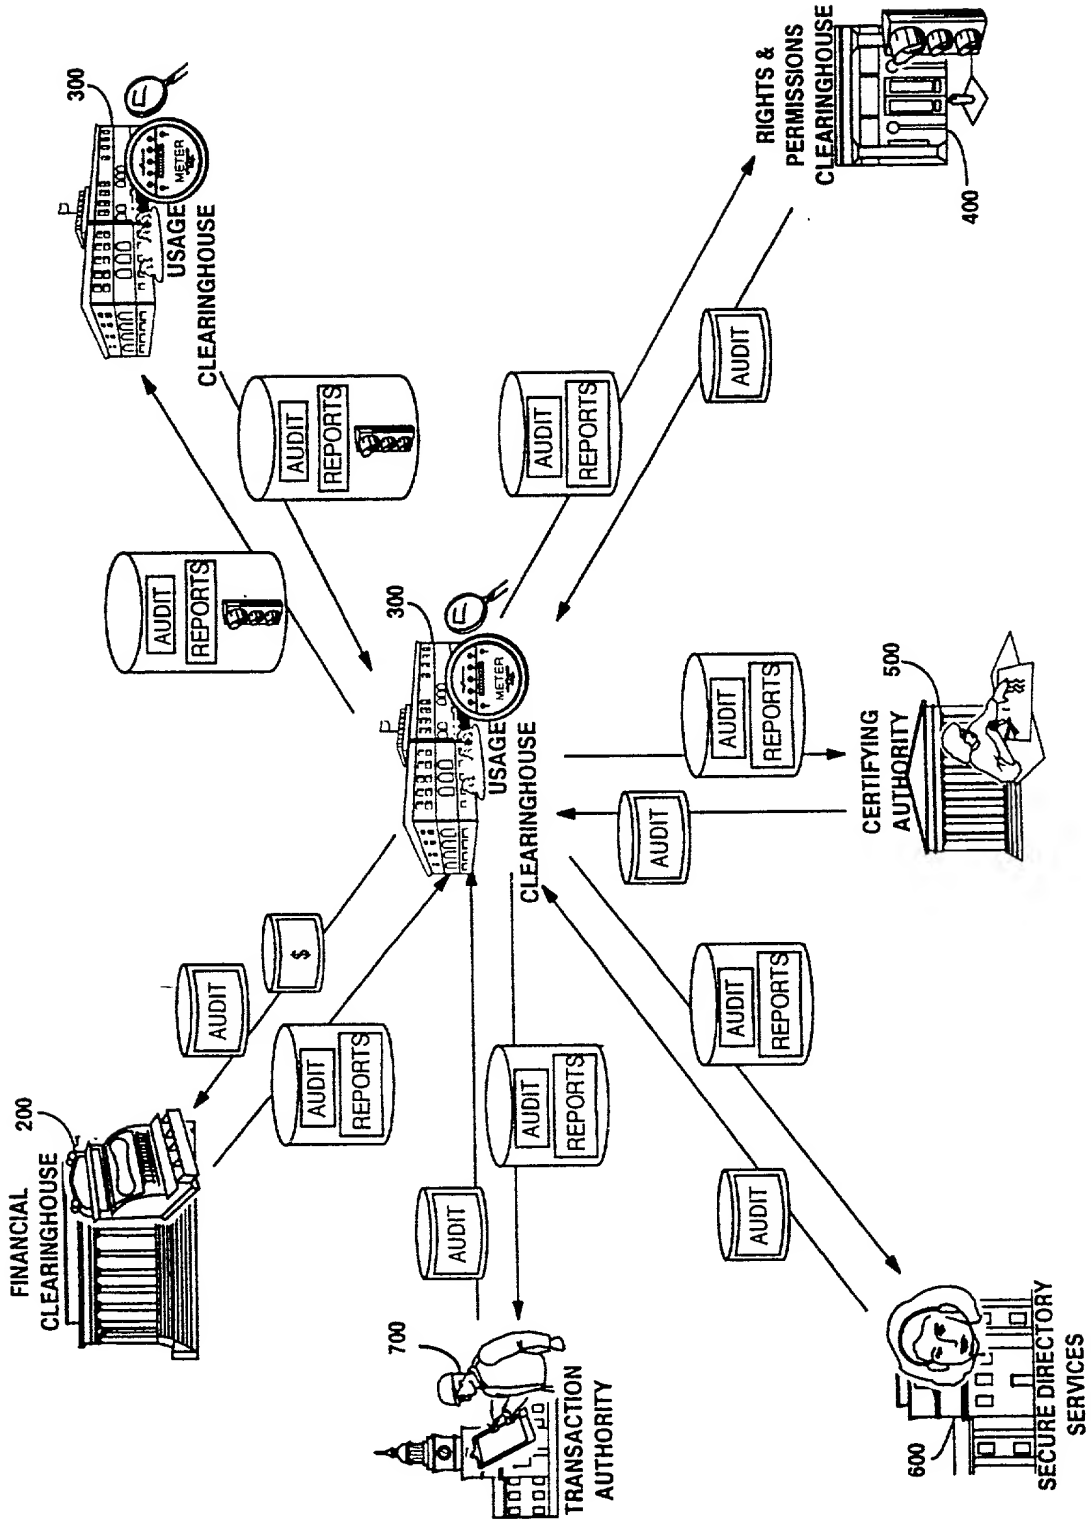 FINANCIAL
CLEARINGHOUSE
200
AUDIT
$
AUDIT
REPORTS
AUDIT
REPORTS
300
USAGE
CLEARINGHOUSE
METER
AUDIT
REPORTS
TRANSACTION
AUTHORITY
700
AUDIT
AUDIT
REPORTS
300
USAGE
CLEARINGHOUSE
METER
AUDIT
REPORTS
RIGHTS &
PERMISSIONS
CLEARINGHOUSE
400
AUDIT
AUDIT
AUDIT
REPORTS
CERTIFYING
AUTHORITY
500
AUDIT
REPORTS
AUDIT
600
SECURE DIRECTORY
SERVICES